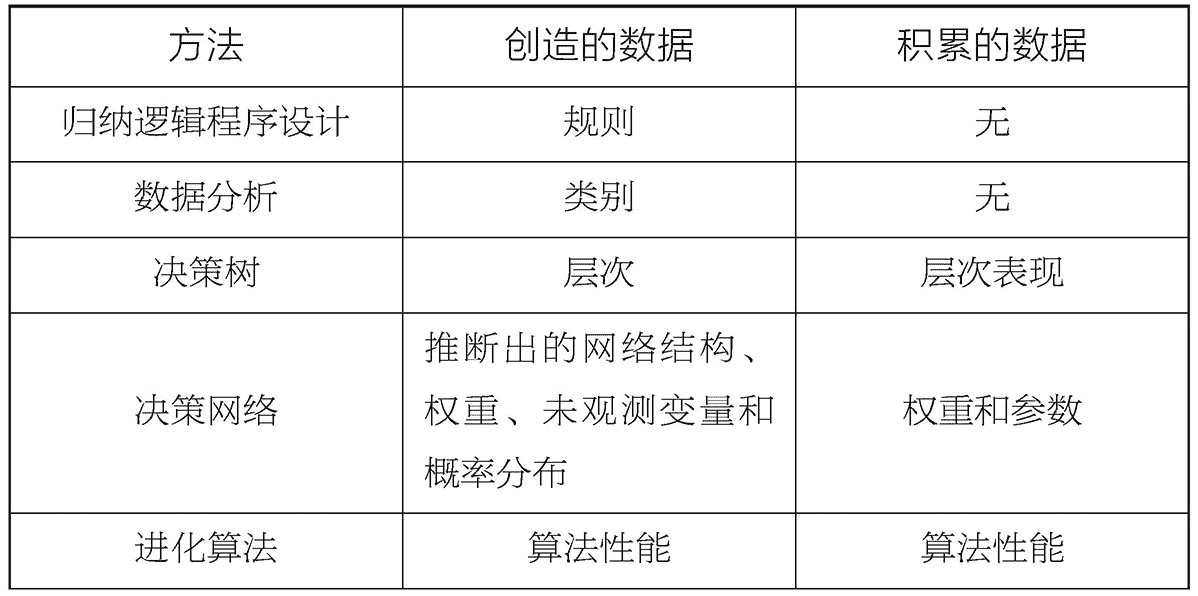 方法 创造的数据 积累的数据
归纳逻辑程序设计 规则 无
数据分析 类别 无
决策树 层次 层次表现
决策网络 推断出的网络结构、
权重、未观测变量和
概率分布 权重和参数
进化算法 算法性能 算法性能